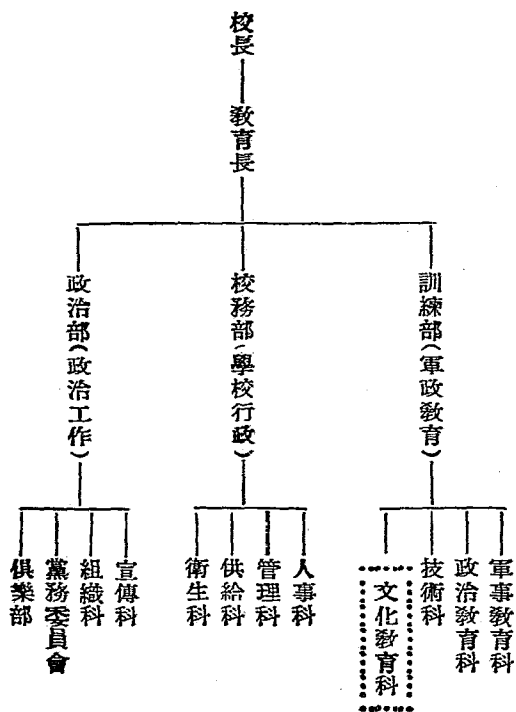 校長
教育長
訓練部(軍政教育)
校務部(學校行政)
政治部(政治工作)
軍事教育科
政治教育科
技術科
文化教育科
人事科
管理科
供給科
衛生科
宣傳科
組織科
黨務委員會
俱樂部